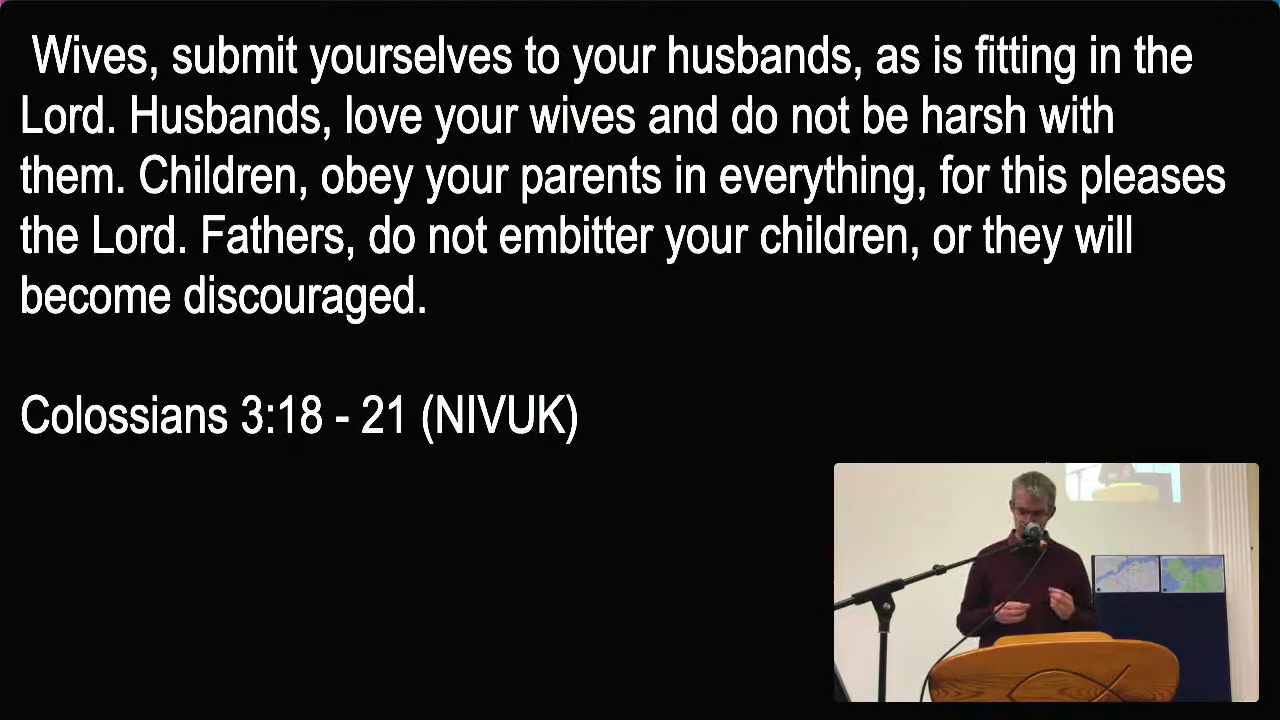 Wives, submit yourselves to your husbands, as is fitting in the
Lord. Husbands, love your wives and do not be harsh with
them. Children, obey your parents in everything, for this pleases
the Lord. Fathers, do not embitter your children, or they will
become discouraged.
Colossians 3:18 - 21 (NIVUK)